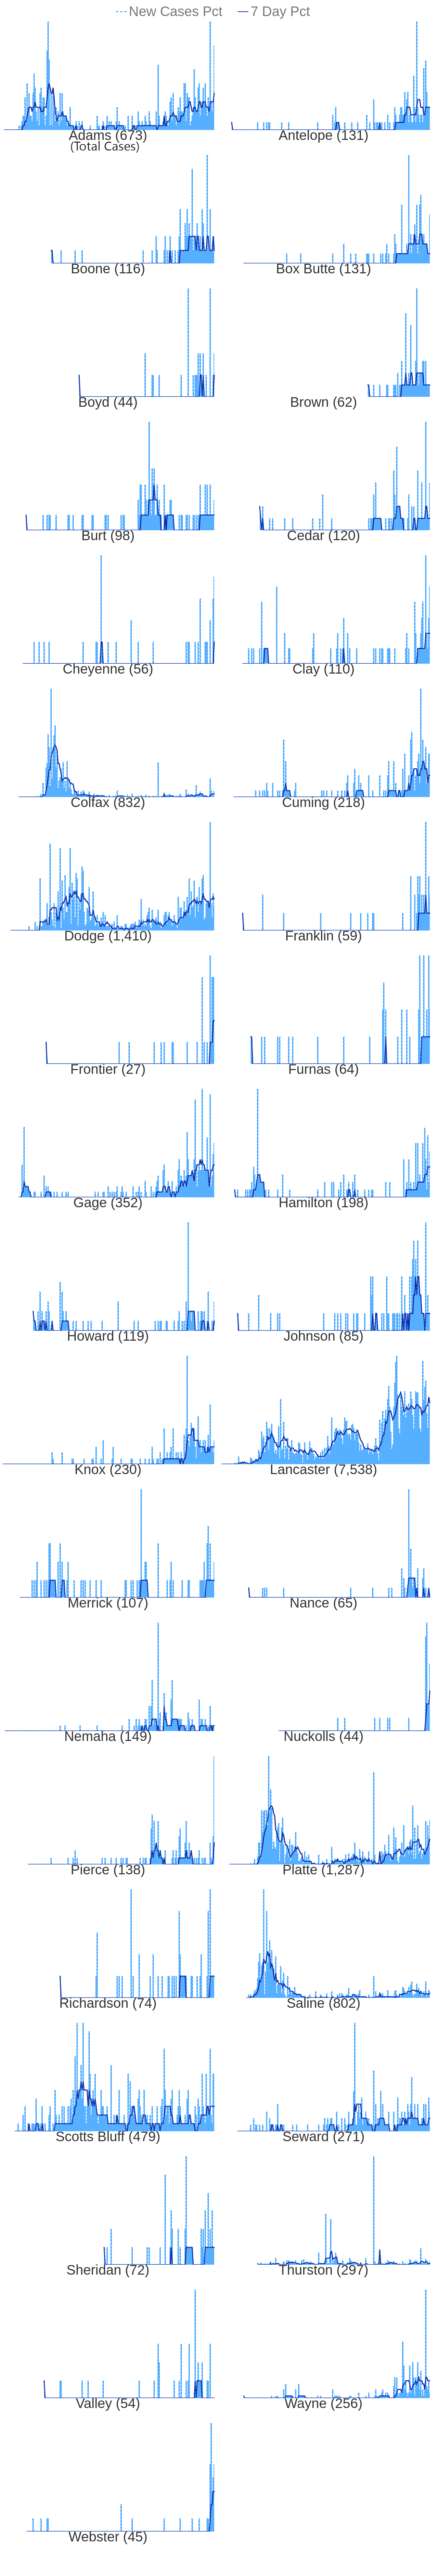 New Cases Pct 7 Day Pct
Adams (673) Antelope (131)
(Total Cases)
Boone (116) Box Butte (131)
Boyd (44) Brown (62)
Burt (98) Cedar (120)
Cheyenne (56) Clay (110)
Colfax (832) Cuming (218)
Dodge (1,410) Franklin (59)
Frontier (27) Furnas (64)
Gage (352) Hamilton (198)
Howard (119) Johnson (85)
Knox (230) Lancaster (7,538)
Merrick (107) Nance (65)
Nemaha (149) Nuckolls (44)
Pierce (138) Platte (1,287)
Richardson (74) Saline (802)
Scotts Bluff (479) Seward (271)
Sheridan (72) Thurston (297)
Valley (54) Wayne (256)
Webster (45)